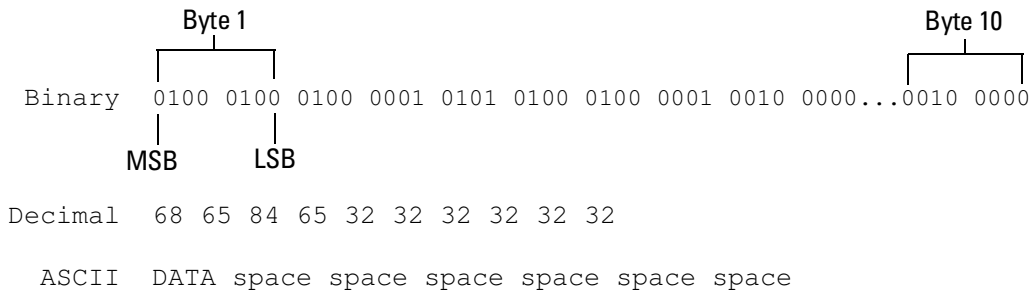 Byte 1 Byte 10
Binary 0100 0100 0100 0001 0101 0100 0100 0001 0010 0000...0010 0000
MSB LSB
Decimal 68 65 84 65 32 32 32 32 32 32
ASCII DATA space space space space space space